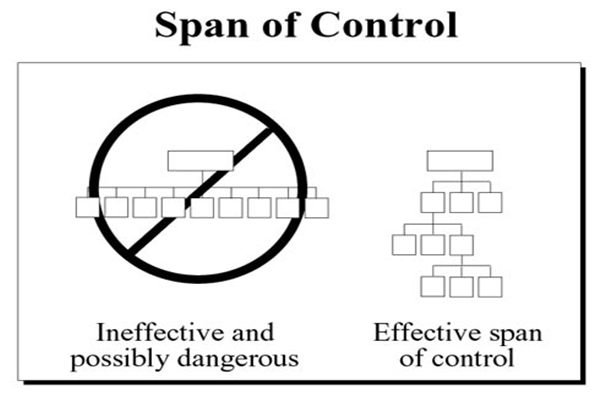 Span of Control
Ineffective and
possibly dangerous
Effective span
of control